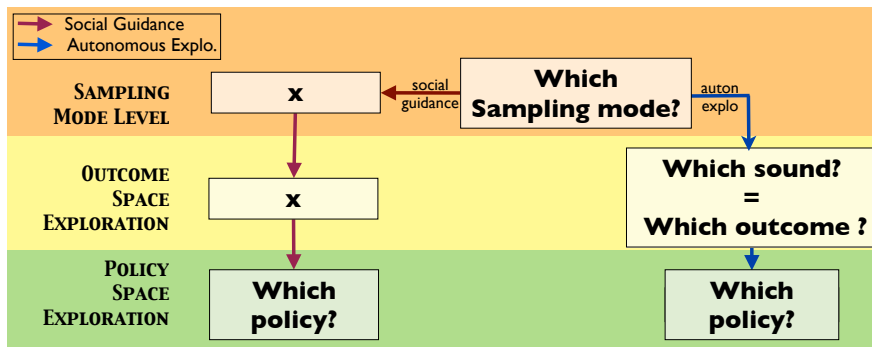 Social Guidance
Autonomous Explo.
SAMPLING
MODE LEVEL
x
social
guidance
Which
Sampling mode?
auton
explo
OUTCOME
SPACE
EXPLORATION
x
Which sound?
=
Which outcome ?
POLICY
SPACE
EXPLORATION
Which
policy?
Which
policy?